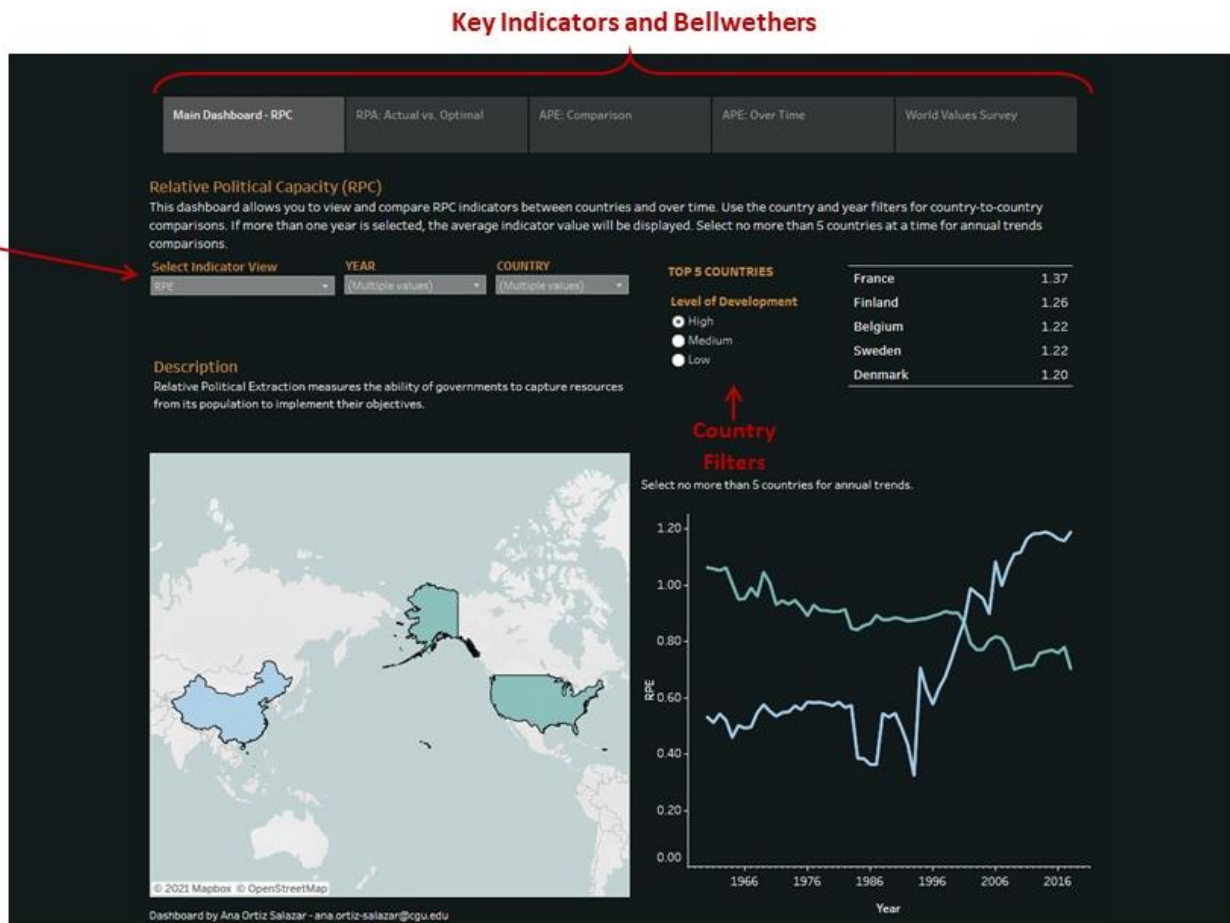 Key Indicators and Bellwethers
Main Dashboard - RPC
RPA: Actual vs. Optimal
APE: Comparison
APE: Over Time
World Values Survey
Relative Political Capacity (RPC)
This dashboard allows you to view and compare RPC indicators between countries and over time. Use the country and year filters for country-to-country
comparisons. If more than one year is selected, the average indicator value will be displayed. Select no more than 5 countries at a time for annual trends
comparisons.
Select Indicator View
YEAR
COUNTRY
RPE
(Multiple values)
(Multiple values)
TOP 5 COUNTRIES
Level of Development
High
Medium
Low
France 1.37
Finland 1.26
Belgium 1.22
Sweden 1.22
Denmark 1.20
Description
Relative Political Extraction measures the ability of governments to capture resources
from its population to implement their objectives.
Country
Filters
Select no more than 5 countries for annual trends.
1.20
1.00
0.80
0.60
0.40
0.20
0.00
RPE
1966 1976 1986 1996 2006 2016
Year
© 2021 Mapbox © OpenStreetMap
Dashboard by Ana Ortiz Salazar - ana.ortiz-salazar@cgu.edu